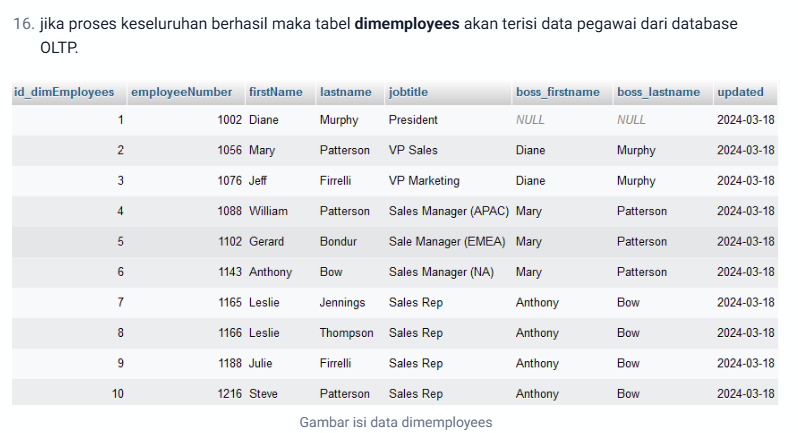 16. jika proses keseluruhan berhasil maka tabel dimemployees akan terisi data pegawai dari database
OLTP.
id_dimEmployees employeeNumber firstName lastname jobtitle boss_firstname boss_lastname updated
1 1002 Diane Murphy President NULL NULL 2024-03-18
2 1056 Mary Patterson VP Sales Diane Murphy 2024-03-18
3 1076 Jeff Firrelli VP Marketing Diane Murphy 2024-03-18
4 1088 William Patterson Sales Manager (APAC) Mary Patterson 2024-03-18
5 1102 Gerard Bondur Sale Manager (EMEA) Mary Patterson 2024-03-18
6 1143 Anthony Bow Sales Manager (NA) Mary Patterson 2024-03-18
7 1165 Leslie Jennings Sales Rep Anthony Bow 2024-03-18
8 1166 Leslie Thompson Sales Rep Anthony Bow 2024-03-18
9 1188 Julie Firrelli Sales Rep Anthony Bow 2024-03-18
10 1216 Steve Patterson Sales Rep Anthony Bow 2024-03-18
Gambar isi data dimemployees